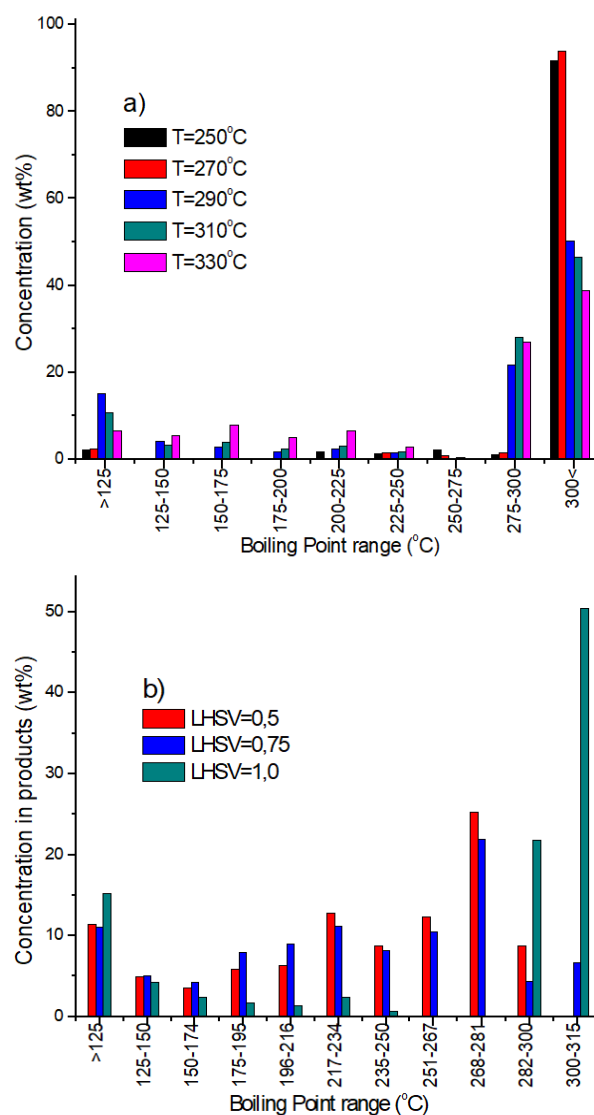 100
80
60
40
20
0
Concentration (wt%)
a)
T=250°C
T=270°C
T=290°C
T=310°C
T=330°C
>125
125-150
150-175
175-200
200-225
225-250
250-275
275-300
300<
Boiling Point range (°C)
50
40
30
20
10
0
Concentration in products (wt%)
b)
LHSV=0,5
LHSV=0,75
LHSV=1,0
>125
125-150
150-174
175-195
196-216
217-234
235-250
251-267
268-281
282-300
300-315
Boiling Point range (°C)